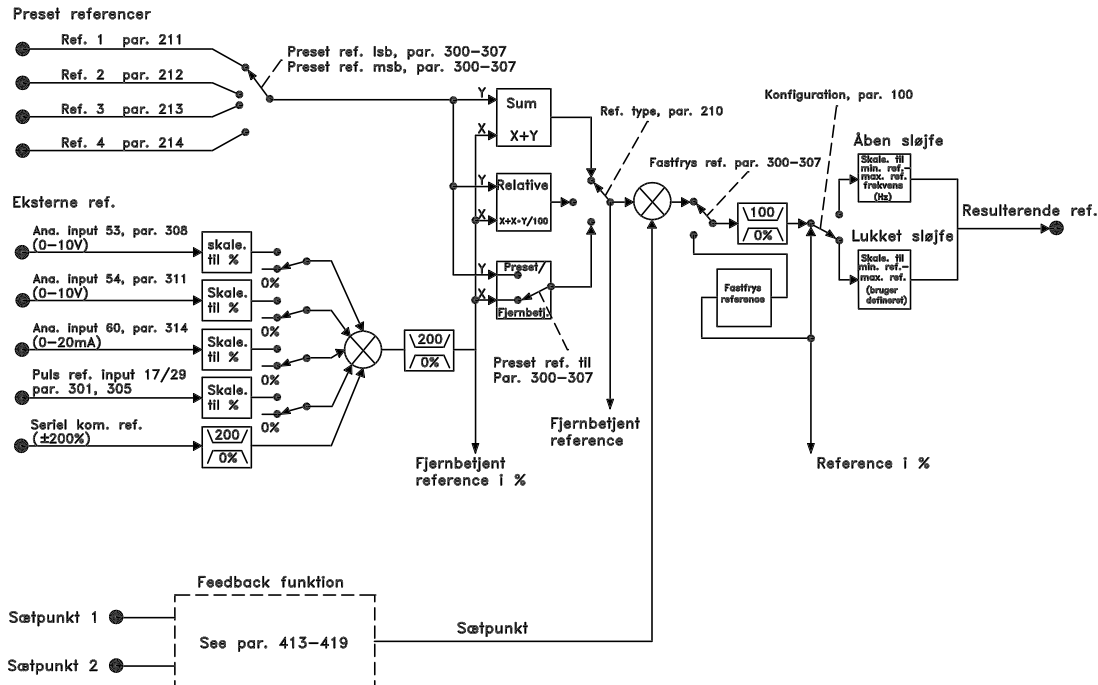 Preset referencer
Ref. 1 par. 211
Ref. 2 par. 212
Ref. 3 par. 213
Ref. 4 par. 214
Preset ref. lsb, par. 300-307
Preset ref. msb, par. 300-307
Y
X
Sum
X+Y
Y
X
Relative
X+X*Y/100
Y
X
Preset/
Fjernbetj.
Preset ref. til
Par. 300-307
Ref. type, par. 210
Fastfrys ref. par. 300-307
Konfiguration, par. 100
Åben sløjfe
Skale. til
min. ref.-
max. ref.
frekvens
(Hz)
Resulterende ref.
Lukket sløjfe
Skale. til
min. ref.-
max. ref.
(bruger
defineret)
100
0%
Fastfrys
reference
Eksterne ref.
Ana. input 53, par. 308
(0-10V)
skale.
til %
0%
Ana. input 54, par. 311
(0-10V)
Skale.
til %
0%
Ana. input 60, par. 314
(0-20mA)
Skale.
til %
0%
Puls ref. input 17/29
par. 301, 305
Skale.
til %
0%
Seriel kom. ref.
(±200%)
200
0%
200
0%
Fjernbetjent
reference i %
Fjernbetjent
reference
Reference i %
Feedback funktion
Sætpunkt 1
See par. 413-419
Sætpunkt
Sætpunkt 2